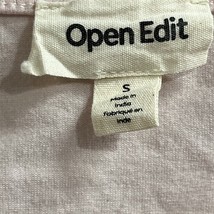 Open Edit
S
Made in
India
Fabriqué en
Inde